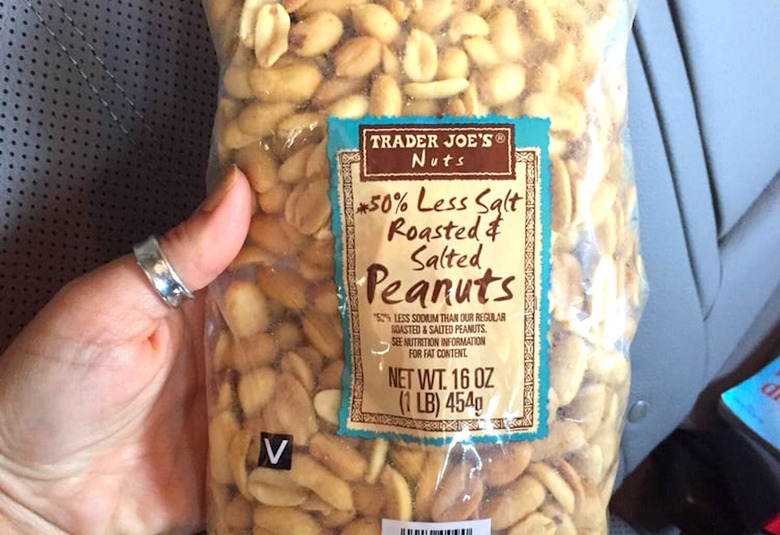 TRADER JOE'S®
Nuts
*50% Less Salt
Roasted &
Salted
Peanuts
*50% LESS SODIUM THAN OUR REGULAR
ROASTED & SALTED PEANUTS.
SEE NUTRITION INFORMATION
FOR FAT CONTENT.
NET WT. 16 OZ
(1 LB) 454g
V